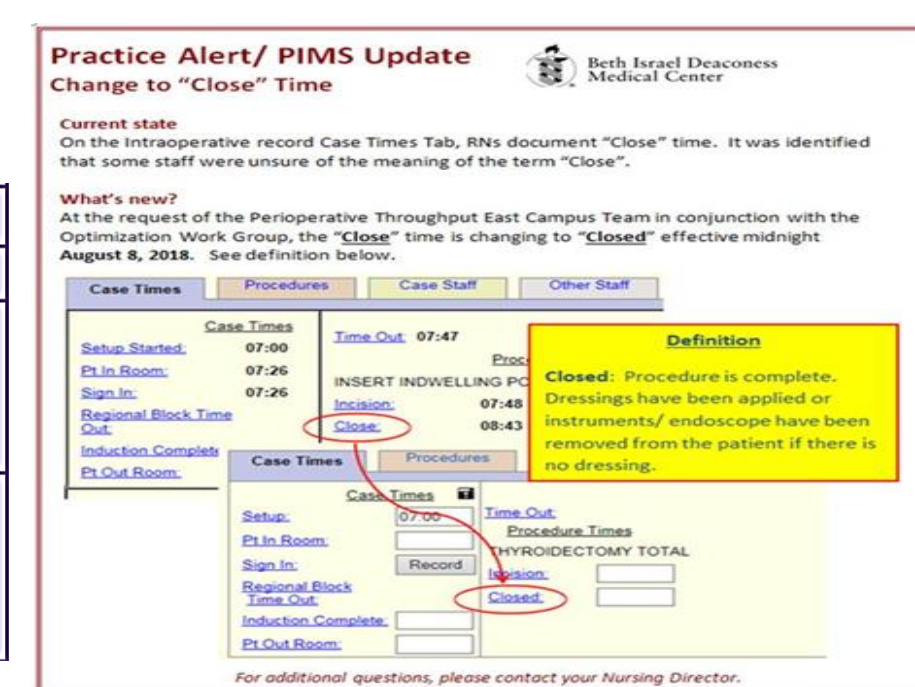 Practice Alert/ PIMS Update
Change to "Close" Time
Beth Israel Deaconess
Medical Center
Current state
On the Intraoperative record Case Times Tab, RNs document "Close" time. It was identified
that some staff were unsure of the meaning of the term "Close".
What's new?
At the request of the Perioperative Throughput East Campus Team in conjunction with the
Optimization Work Group, the "Close" time is changing to "Closed" effective midnight
August 8, 2018. See definition below.
Case Times
Procedures
Case Staff
Other Staff
Case Times
Setup Started: 07:00
Pt In Room: 07:26
Sign In: 07:26
Regional Block Time
Out:
Induction Complete
Pt Out Room:
Time Out: 07:47
Proc
INSERT INDWELLING PO
Incision: 07:48
Close: 08:43
Definition
Closed: Procedure is complete.
Dressings have been applied or
instruments/ endoscope have been
removed from the patient if there is
no dressing.
Case Times
Procedures
Case Times
Setup: 07:00
Pt In Room:
Sign In: Record
Regional Block
Time Out:
Induction Complete:
Pt Out Room:
Time Out:
Procedure Times
THYROIDECTOMY TOTAL
Incision:
Closed:
For additional questions, please contact your Nursing Director.